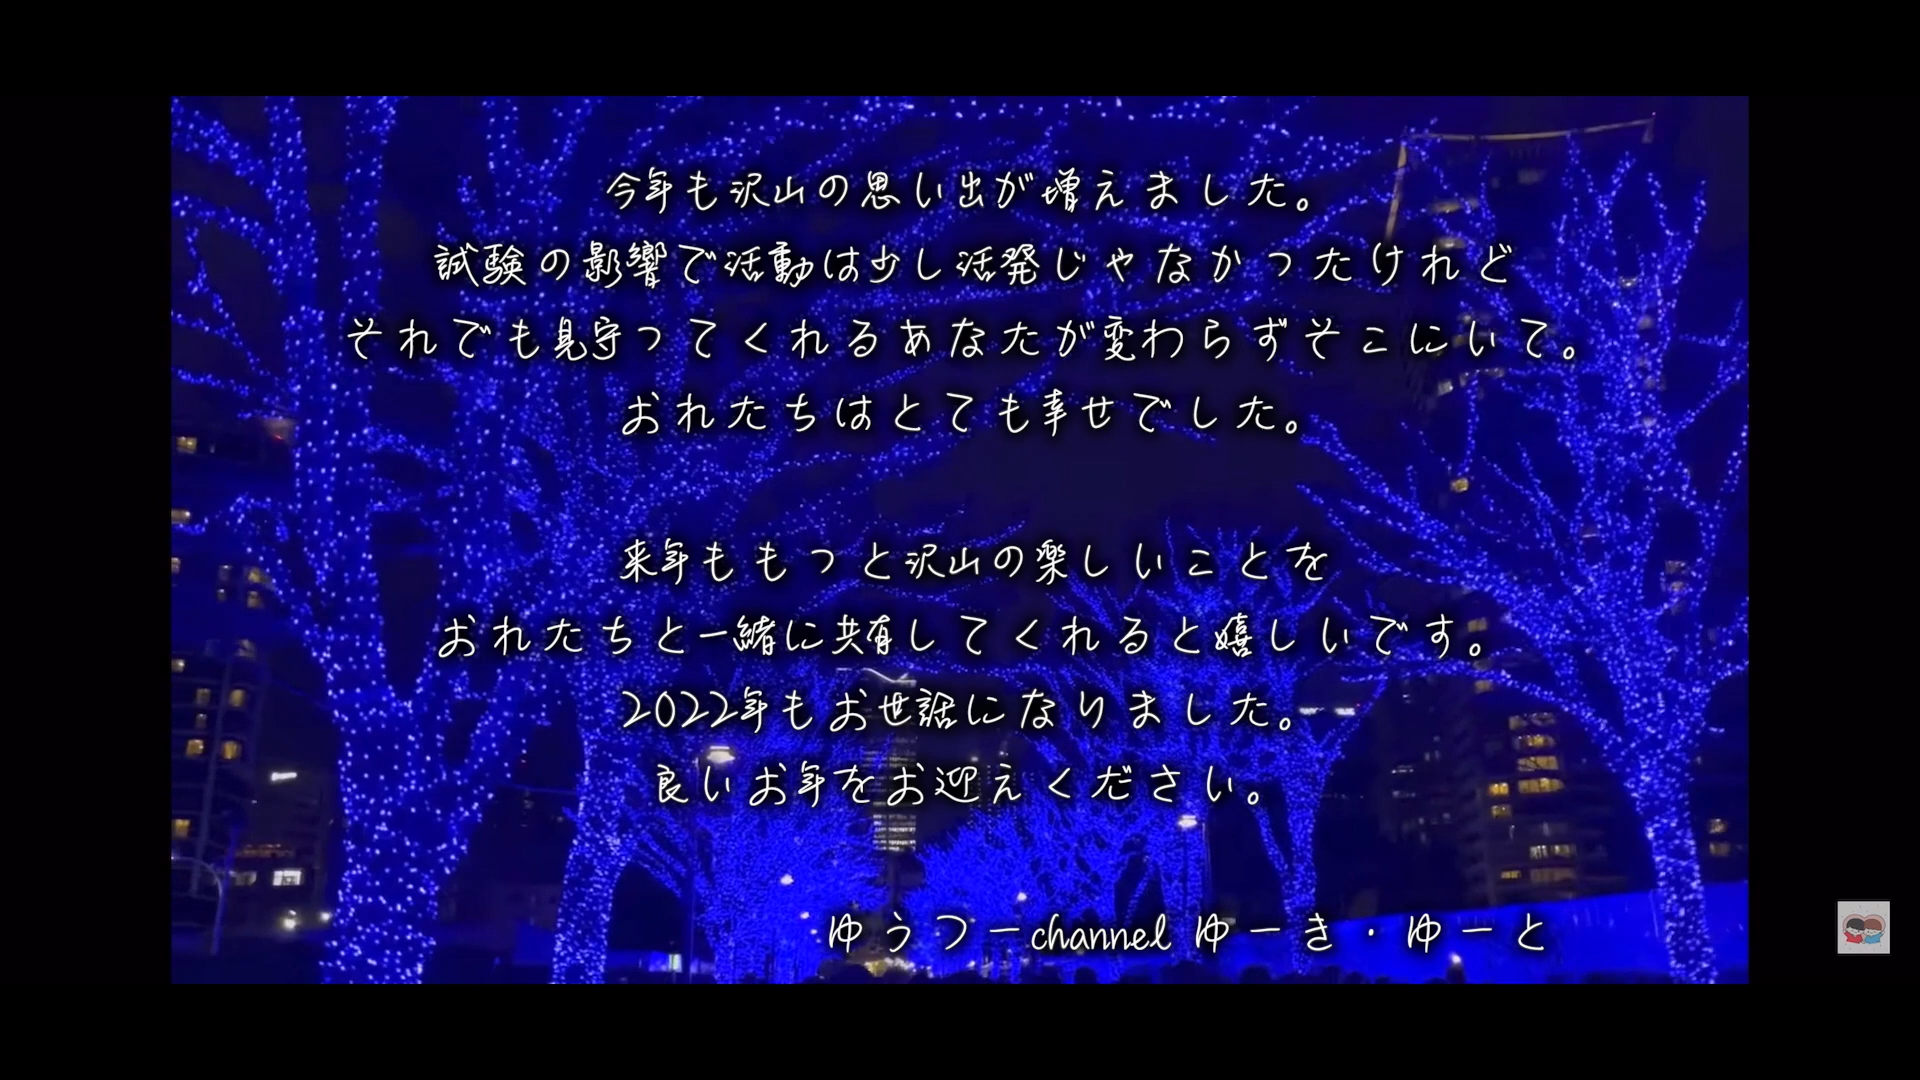 今年も沢山の思い出が増えました。
試験の影響で活動は少し活発じゃなかったけれど
それでも見守ってくれるあなたが変わらずそこにいて。
おれたちはとても幸せでした。
来年ももっと沢山の楽しいことを
おれたちと一緒に共有してくれると嬉しいです。
2022年もお世話になりました。
良いお年をお迎えください。
ゆうつーchannel ゆーき・ゆーと